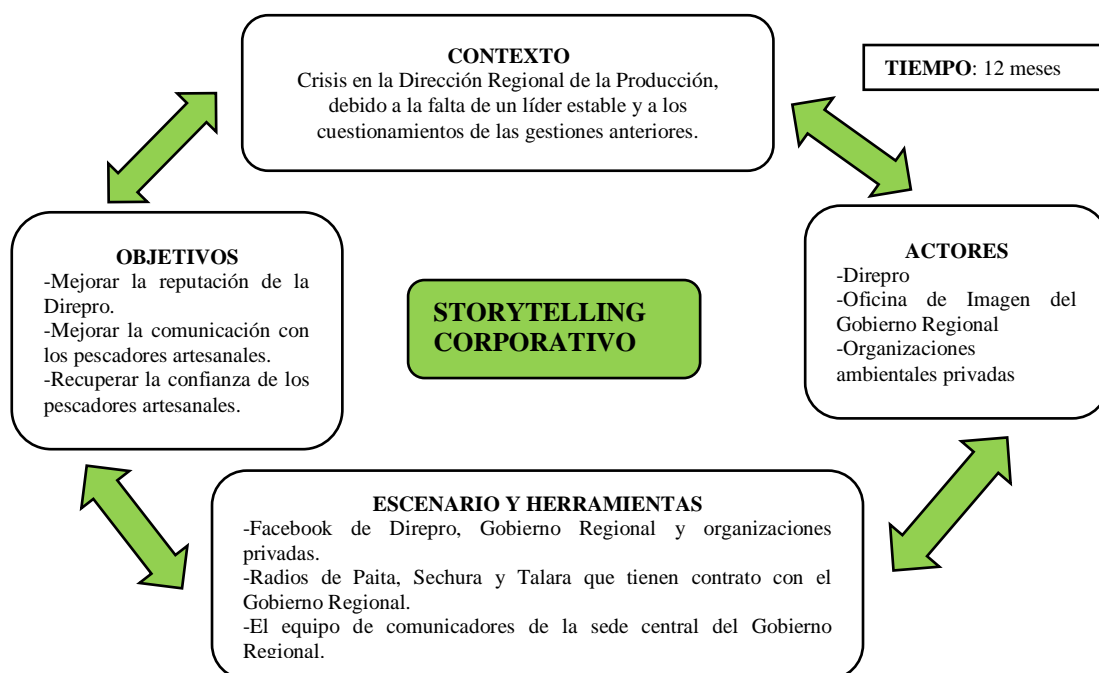 CONTEXTO
Crisis en la Dirección Regional de la Producción,
debido a la falta de un líder estable y a los
cuestionamientos de las gestiones anteriores.
TIEMPO: 12 meses
OBJETIVOS
-Mejorar la reputación de la
Direpro.
-Mejorar la comunicación con
los pescadores artesanales.
-Recuperar la confianza de los
pescadores artesanales.
STORYTELLING
CORPORATIVO
ACTORES
-Direpro
-Oficina de Imagen del
Gobierno Regional
-Organizaciones
ambientales privadas
ESCENARIO Y HERRAMIENTAS
-Facebook de Direpro, Gobierno Regional y organizaciones
privadas.
-Radios de Paita, Sechura y Talara que tienen contrato con el
Gobierno Regional.
-El equipo de comunicadores de la sede central del Gobierno
Regional.